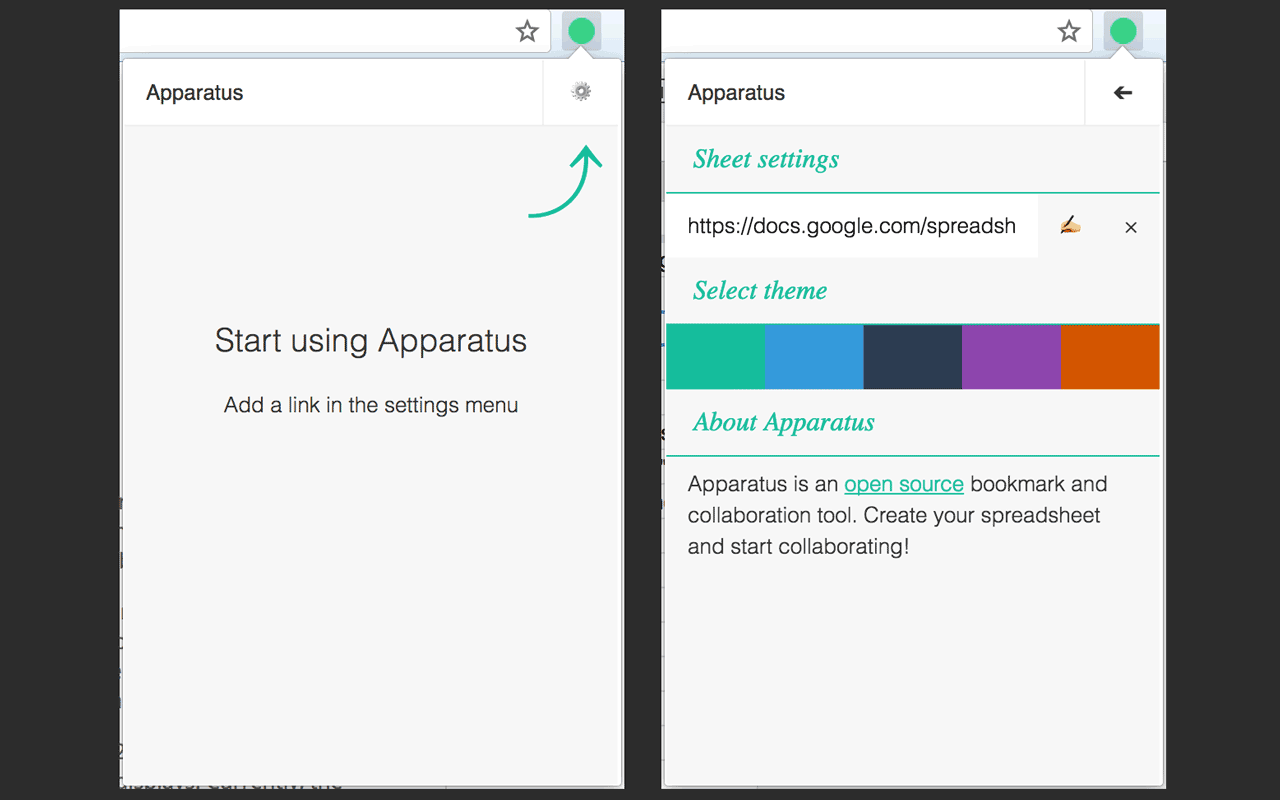 Apparatus
Start using Apparatus
Add a link in the settings menu
Apparatus
Sheet settings
https://docs.google.com/spreadsh
Select theme
About Apparatus
Apparatus is an open source bookmark and
collaboration tool. Create your spreadsheet
and start collaborating!